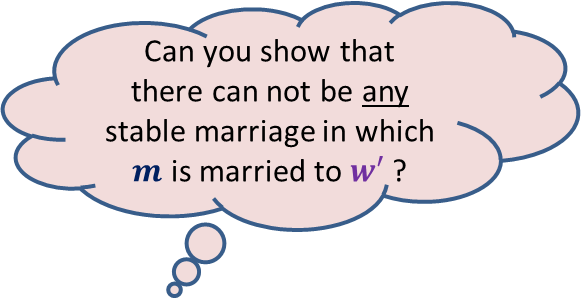 Can you show that
there can not be any
stable marriage in which
m is married to w′ ?